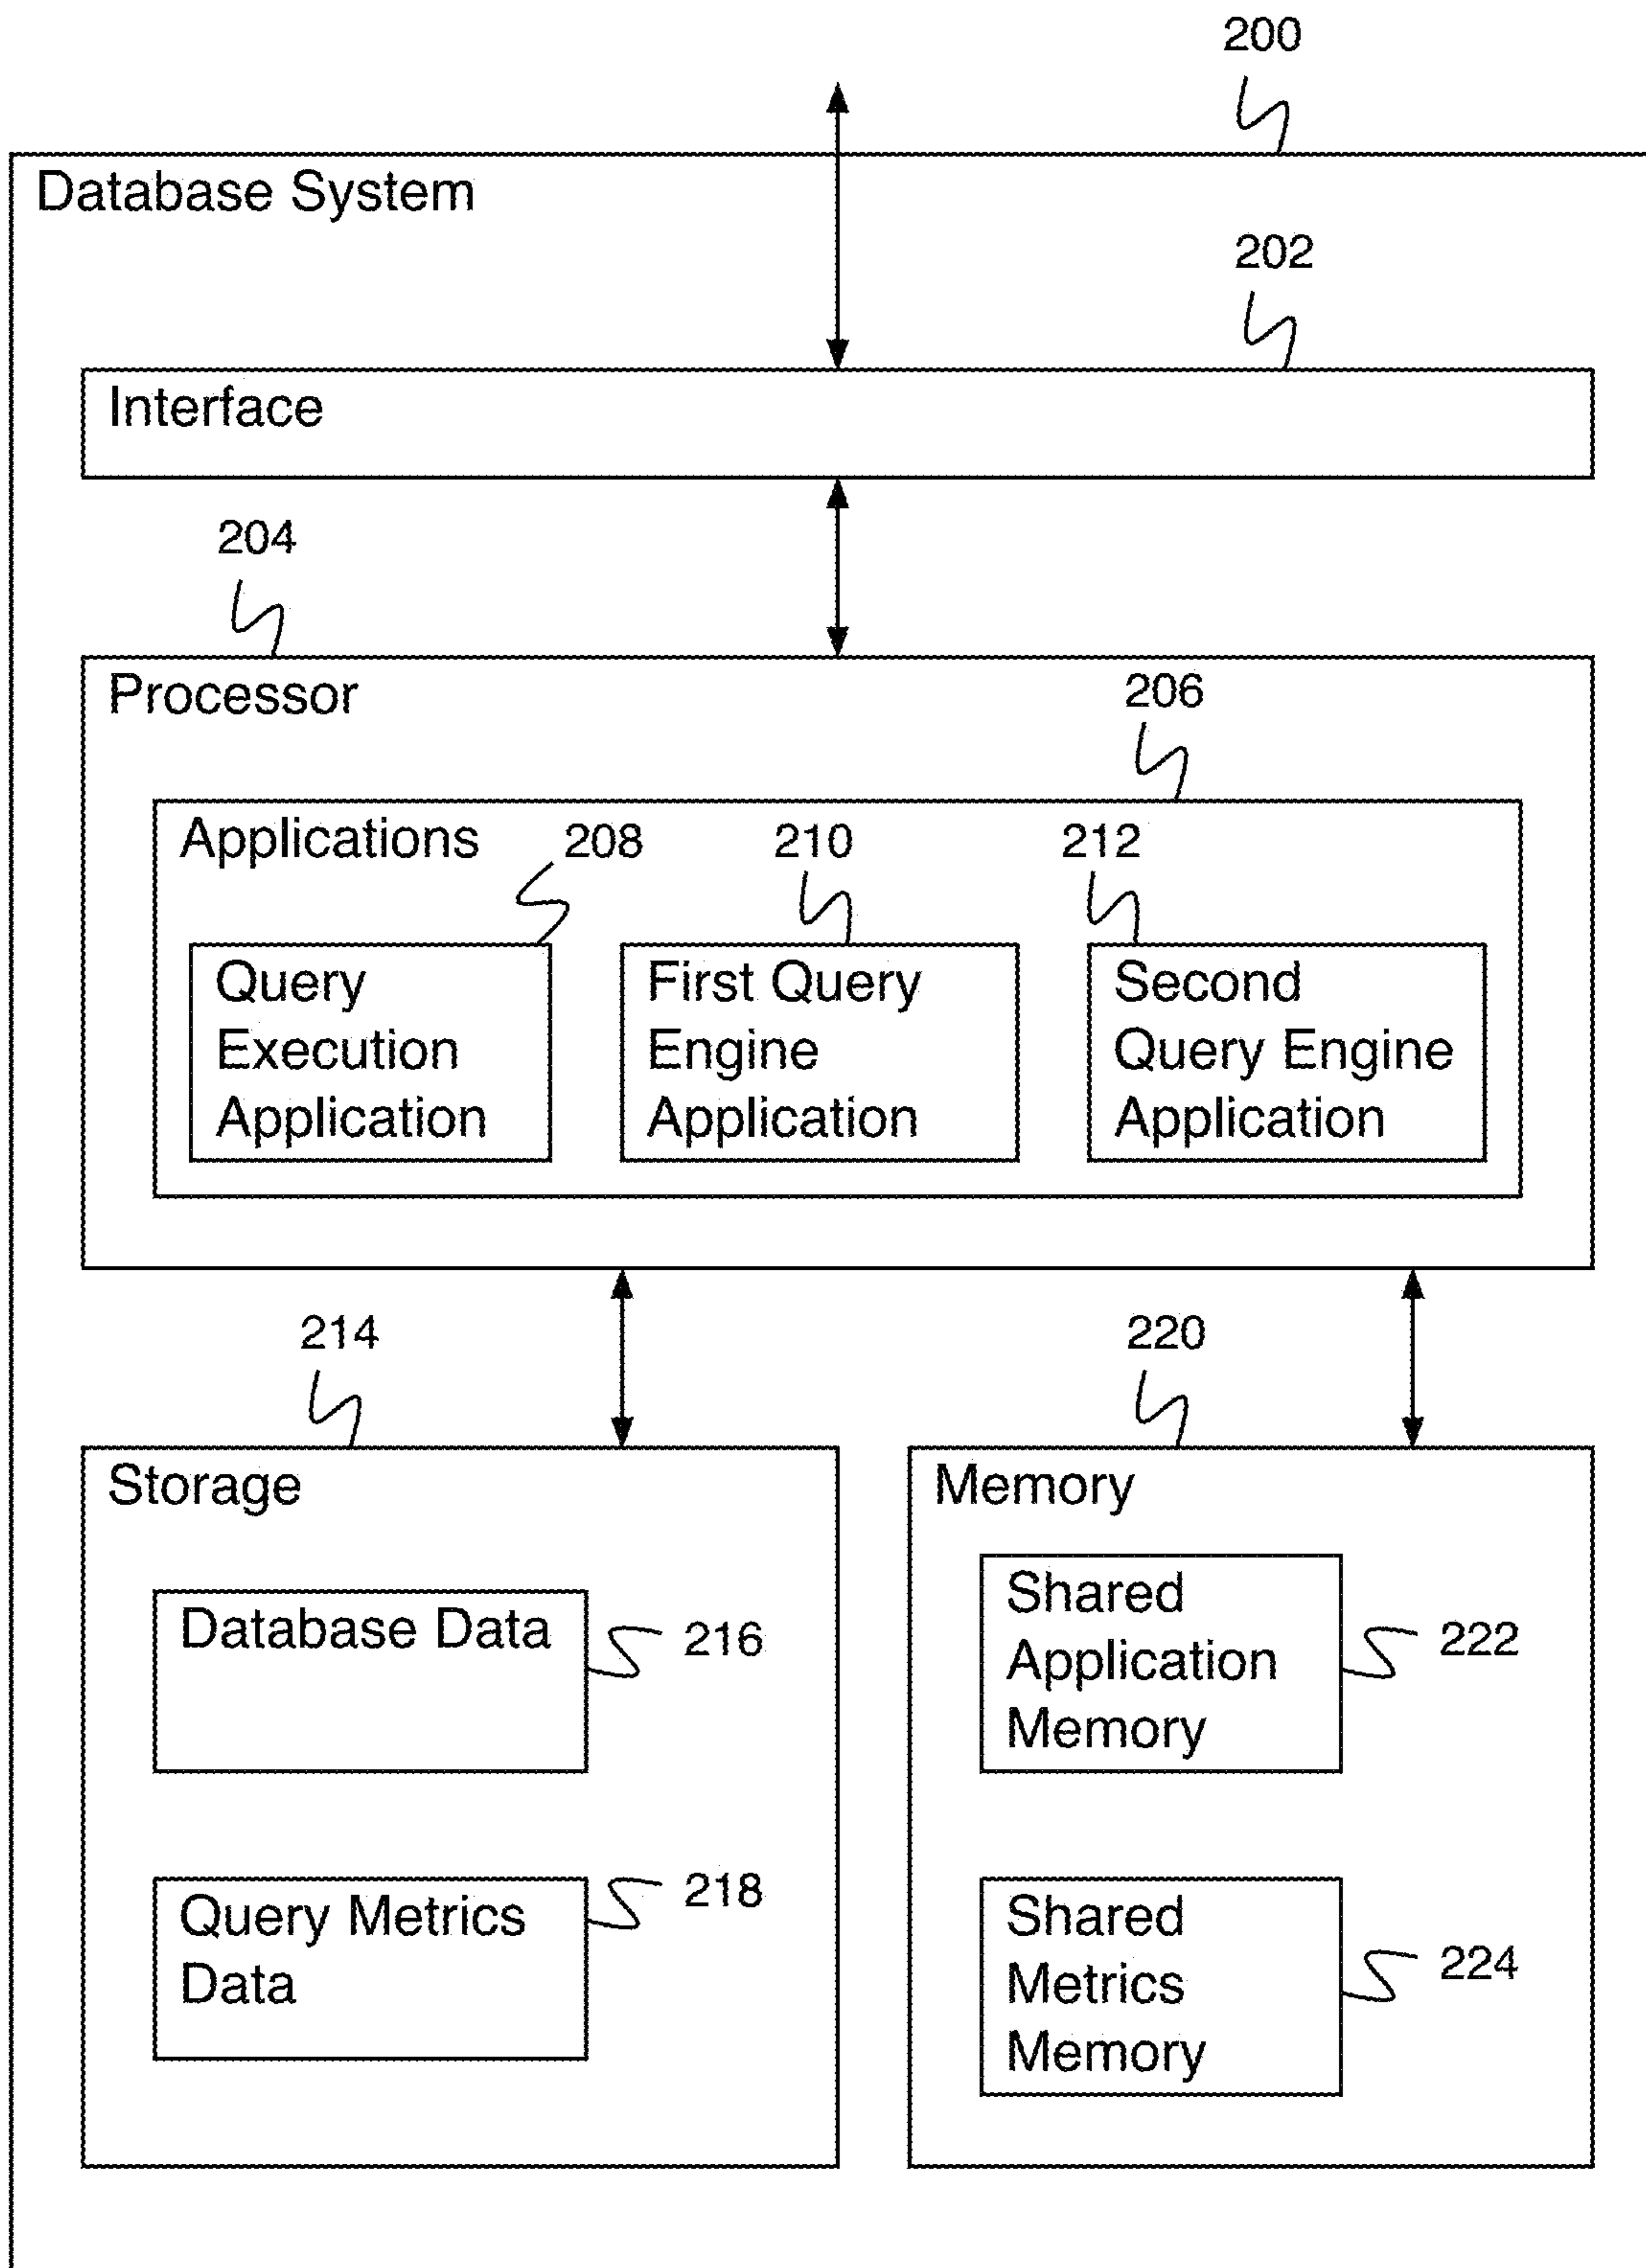 200
Database System
202
Interface
204
Processor
206
Applications
208
210
212
Query
Execution
Application
First Query
Engine
Application
Second
Query Engine
Application
214
220
Storage
Database Data
216
Query Metrics
Data
218
Memory
Shared
Application
Memory
222
Shared
Metrics
Memory
224